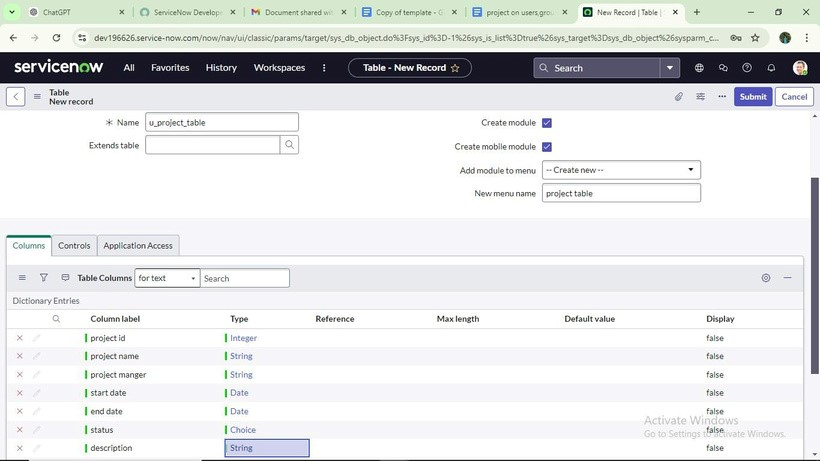 ChatGPT
ServiceNow Develop
Document shared wit
Copy of template - G
project on users,grou
New Record | Table |
dev196626.service-now.com/now/nav/ui/classic/params/target/sys_db_object.do%3Fsys_id%3D-1%26sys_is_list%3Dtrue%26sys_target%3Dsys_db_object%26sysparm_c...
servicenow All Favorites History Workspaces Table - New Record Search
Table
New record
Submit Cancel
Name u_project_table Create module
Extends table Create mobile module
Add module to menu -- Create new --
New menu name project table
Columns Controls Application Access
Table Columns for text Search
Dictionary Entries
Column label Type Reference Max length Default value Display
project id Integer false
project name String false
project manger String false
start date Date false
end date Date false
status Choice false
description String false
Activate Windows
Go to Settings to activate Windows.